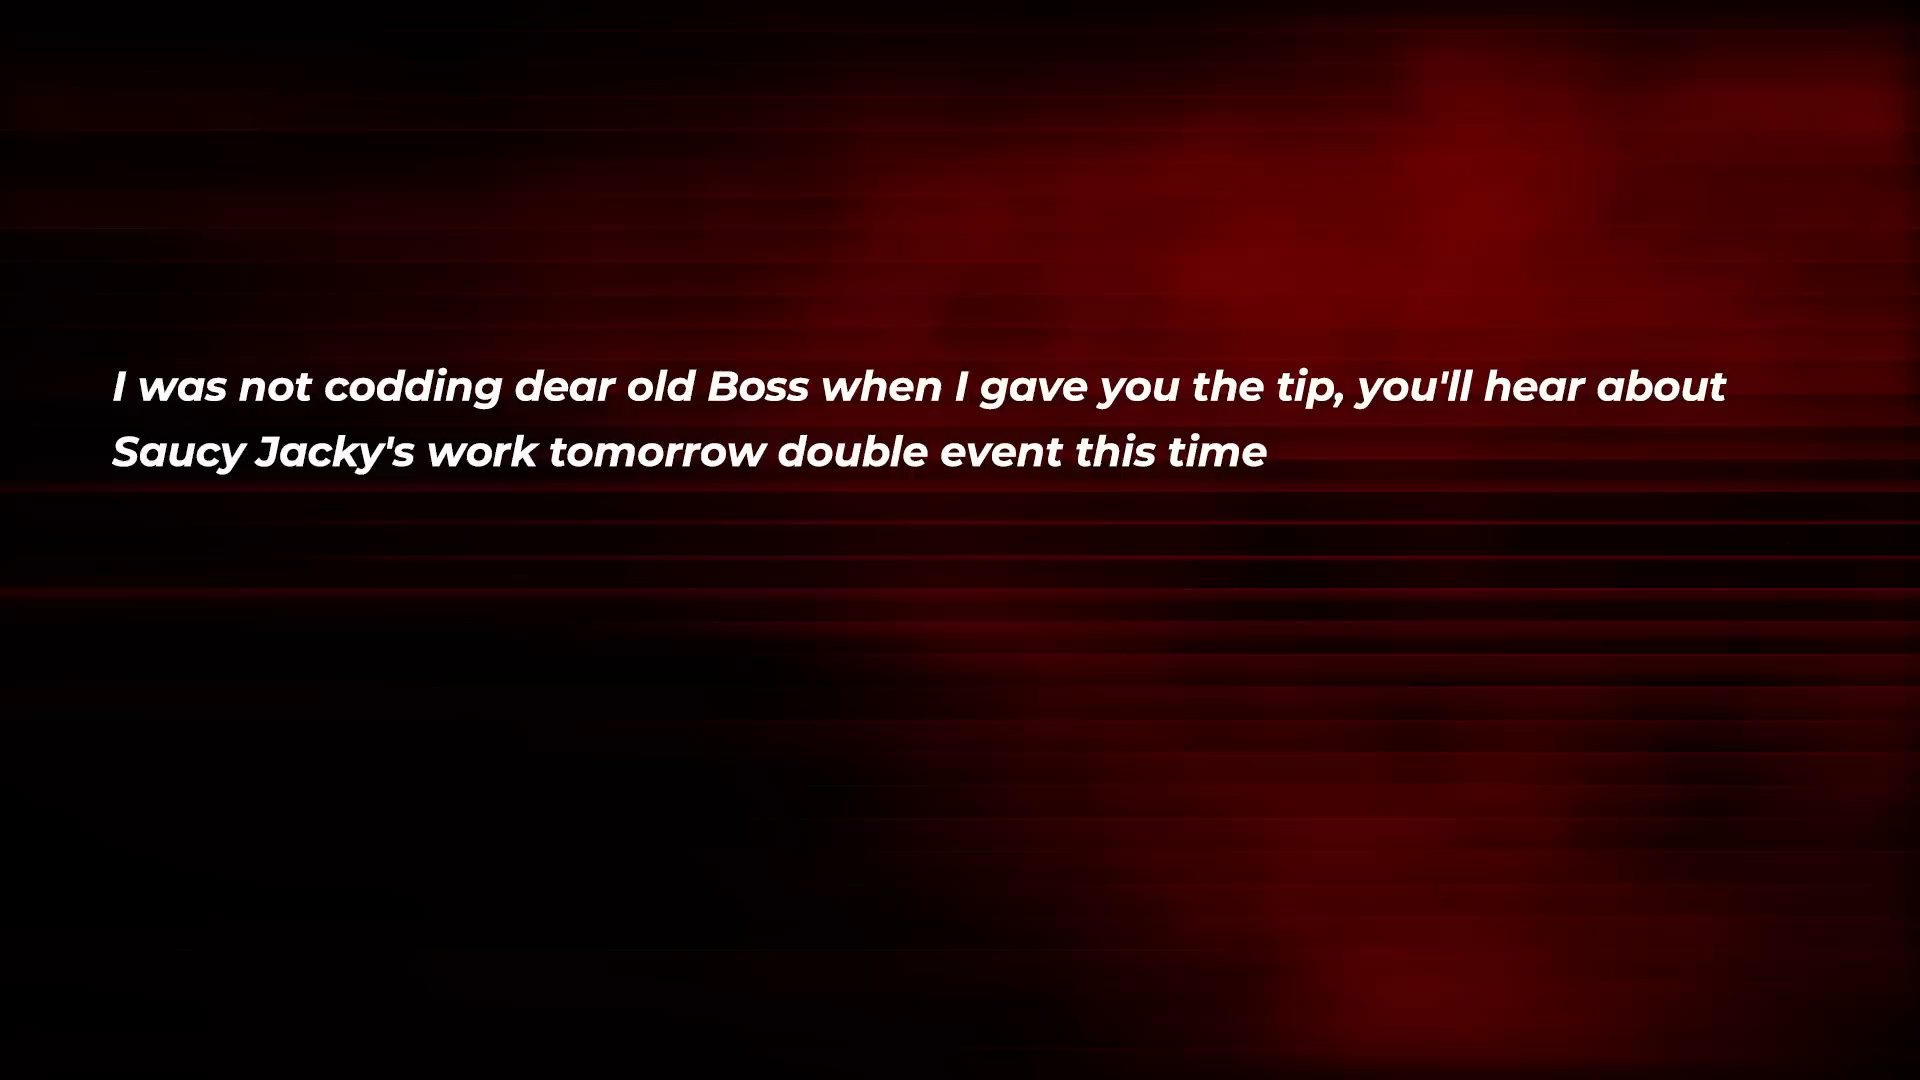 I was not codding dear old Boss when I gave you the tip, you'll hear about
Saucy Jacky's work tomorrow double event this time